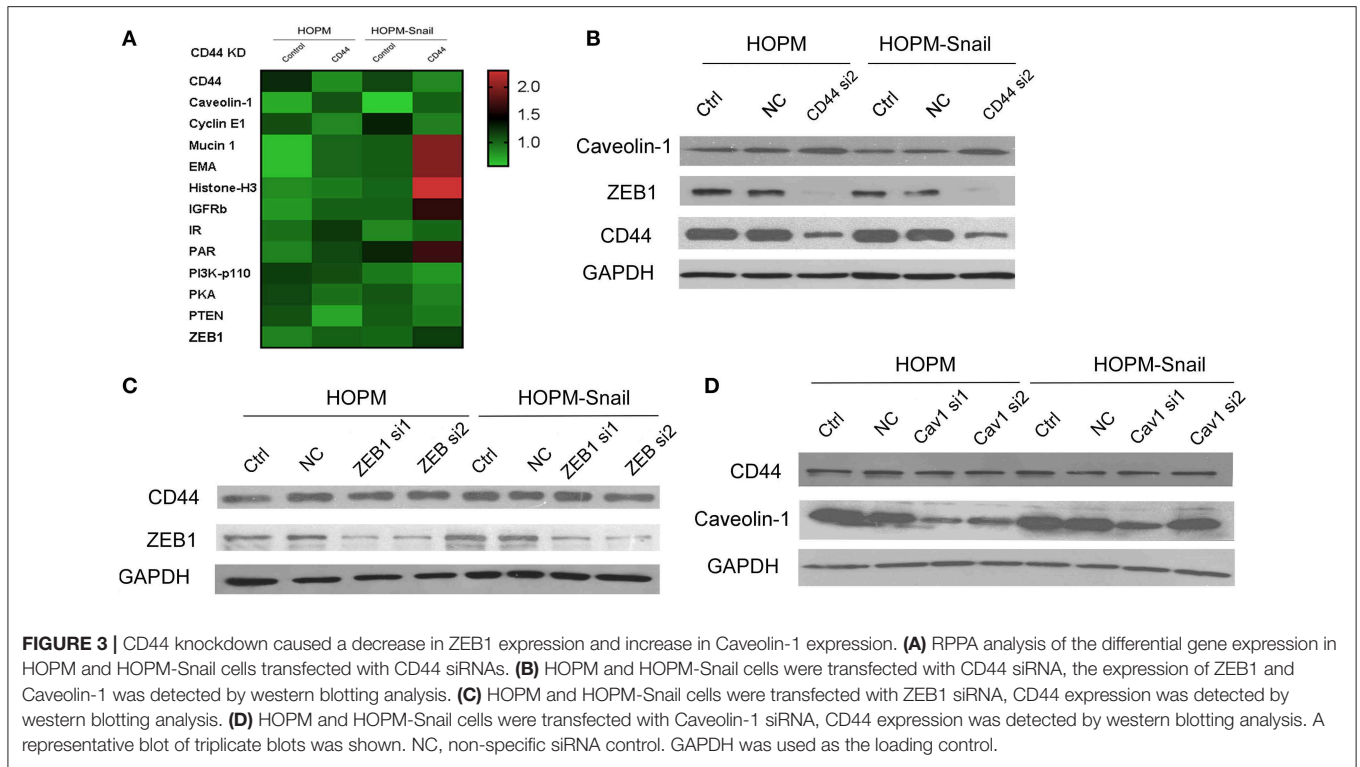 A
HOPM HOPM-Snail
CD44 KD Control CD44 Control CD44
CD44
Caveolin-1
Cyclin E1
Mucin 1
EMA
Histone-H3
IGFRb
IR
PAR
PI3K-p110
PKA
PTEN
ZEB1
2.0
1.5
1.0
B
HOPM HOPM-Snail
Ctrl NC CD44 si2 Ctrl NC CD44 si2
Caveolin-1
ZEB1
CD44
GAPDH
C
HOPM HOPM-Snail
Ctrl NC ZEB1 si1 ZEB si2 Ctrl NC ZEB1 si1 ZEB si2
CD44
ZEB1
GAPDH
D
HOPM HOPM-Snail
Ctrl NC Cav1 si1 Cav1 si2 Ctrl NC Cav1 si1 Cav1 si2
CD44
Caveolin-1
GAPDH
FIGURE 3 | CD44 knockdown caused a decrease in ZEB1 expression and increase in Caveolin-1 expression. (A) RPPA analysis of the differential gene expression in
HOPM and HOPM-Snail cells transfected with CD44 siRNAs. (B) HOPM and HOPM-Snail cells were transfected with CD44 siRNA, the expression of ZEB1 and
Caveolin-1 was detected by western blotting analysis. (C) HOPM and HOPM-Snail cells were transfected with ZEB1 siRNA, CD44 expression was detected by
western blotting analysis. (D) HOPM and HOPM-Snail cells were transfected with Caveolin-1 siRNA, CD44 expression was detected by western blotting analysis. A
representative blot of triplicate blots was shown. NC, non-specific siRNA control. GAPDH was used as the loading control.